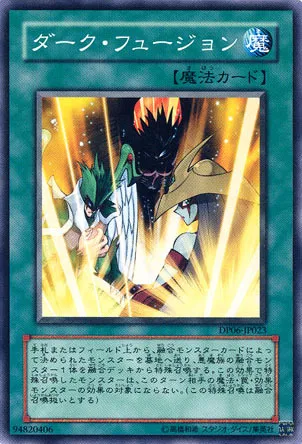 ダーク・フュージョン 魔
【魔法カード】
DP06-JP023
手札またはフィールド上から、融合モンスターカードによっ
て決められたモンスターを墓地へ送り、悪魔族の融合モンス
ター１体を融合デッキから特殊召喚する。この効果で特
殊召喚したモンスターは、このターン相手の魔法・罠・効果
モンスターの効果の対象にならない。（この特殊召喚は融合
召喚扱いとする）
94820406
©高橋和希 スタジオ・ダイス/集英社